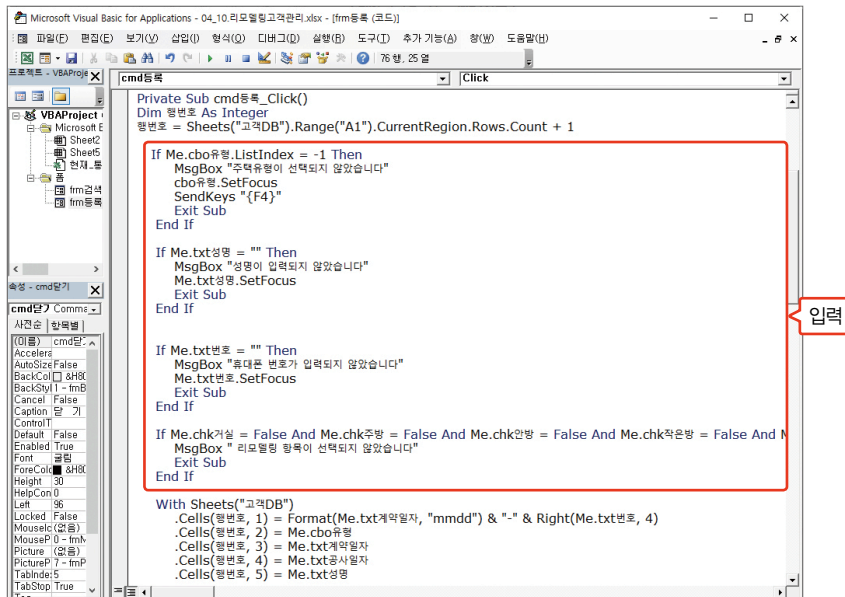 Microsoft Visual Basic for Applications - 04_10.리모델링고객관리.xlsx - [frm등록 (코드)]
파일(F) 편집(E) 보기(V) 삽입(I) 형식(O) 디버그(D) 실행(R) 도구(T) 추가 기능(A) 창(W) 도움말(H)
76 행, 25 열
프로젝트 - VBAProje
cmd등록 Click
VBAProject
Microsoft E
Sheet2
Sheet5
현재_통
폼
frm검색
frm등록
속성 - cmd닫기
cmd닫기 Comma
사전순 항목별
(이름) cmd닫
Accelera
AutoSize False
BackCol &H80
BackStyl 1 - fmB
Cancel False
Caption 닫 기
ControlT
Default False
Enabled True
Font 굴림
ForeColo &H80
Height 30
HelpCon 0
Left 96
Locked False
MouseIc (없음)
MouseP 0 - fmM
Picture (없음)
PictureP 7 - fmP
TabInde: 5
TabStop True
Private Sub cmd등록_Click()
Dim 행번호 As Integer
행번호 = Sheets("고객DB").Range("A1").CurrentRegion.Rows.Count + 1
If Me.cbo유형.ListIndex = -1 Then
MsgBox "주택유형이 선택되지 않았습니다"
cbo유형.SetFocus
SendKeys "{F4}"
Exit Sub
End If
If Me.txt성명 = "" Then
MsgBox "성명이 입력되지 않았습니다"
Me.txt성명.SetFocus
Exit Sub
End If
If Me.txt번호 = "" Then
MsgBox "휴대폰 번호가 입력되지 않았습니다"
Me.txt번호.SetFocus
Exit Sub
End If
If Me.chk거실 = False And Me.chk주방 = False And Me.chk안방 = False And Me.chk작은방 = False And M
MsgBox " 리모델링 항목이 선택되지 않았습니다"
Exit Sub
End If
With Sheets("고객DB")
.Cells(행번호, 1) = Format(Me.txt계약일자, "mmdd") & "-" & Right(Me.txt번호, 4)
.Cells(행번호, 2) = Me.cbo유형
.Cells(행번호, 3) = Me.txt계약일자
.Cells(행번호, 4) = Me.txt공사일자
.Cells(행번호, 5) = Me.txt성명
입력